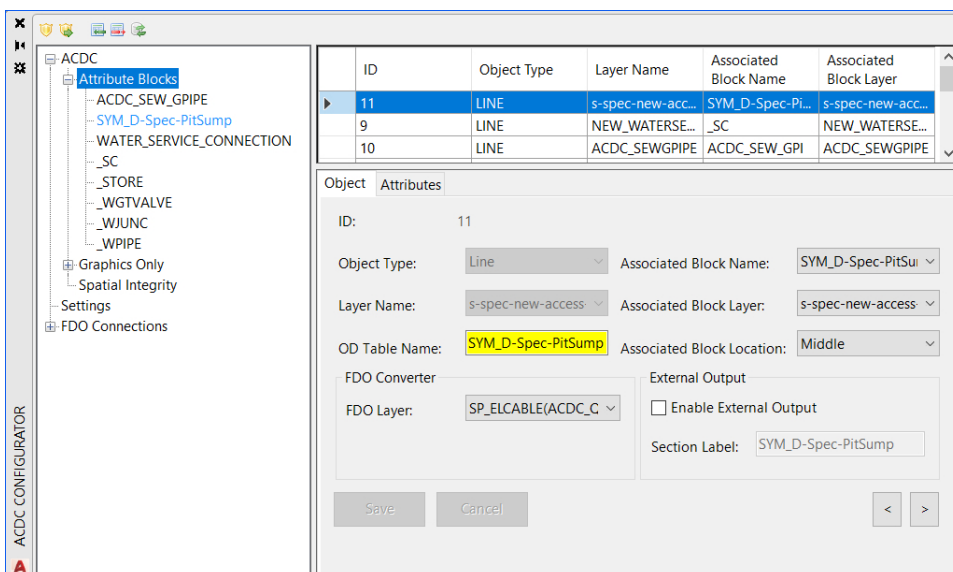 ACDC
Attribute Blocks
ACDC_SEW_GPIPE
SYM_D-Spec-PitSump
WATER_SERVICE_CONNECTION
_SC
_STORE
_WGTVALVE
_WJUNC
_WPIPE
Graphics Only
Spatial Integrity
Settings
FDO Connections
ACDC CONFIGURATOR
ID Object Type Layer Name Associated Block Name Associated Block Layer
11 LINE s-spec-new-acc... SYM_D-Spec-Pi... s-spec-new-acc...
9 LINE NEW_WATERSE... _SC NEW_WATERSE...
10 LINE ACDC_SEWGPIPE ACDC_SEW_GPI ACDC_SEWGPIPE
Object Attributes
ID: 11
Object Type: Line Associated Block Name: SYM_D-Spec-PitSu
Layer Name: s-spec-new-access- Associated Block Layer: s-spec-new-access-
OD Table Name: SYM_D-Spec-PitSump Associated Block Location: Middle
FDO Converter External Output
FDO Layer: SP_ELCABLE(ACDC_C Enable External Output
Section Label: SYM_D-Spec-PitSump
Save Cancel < >